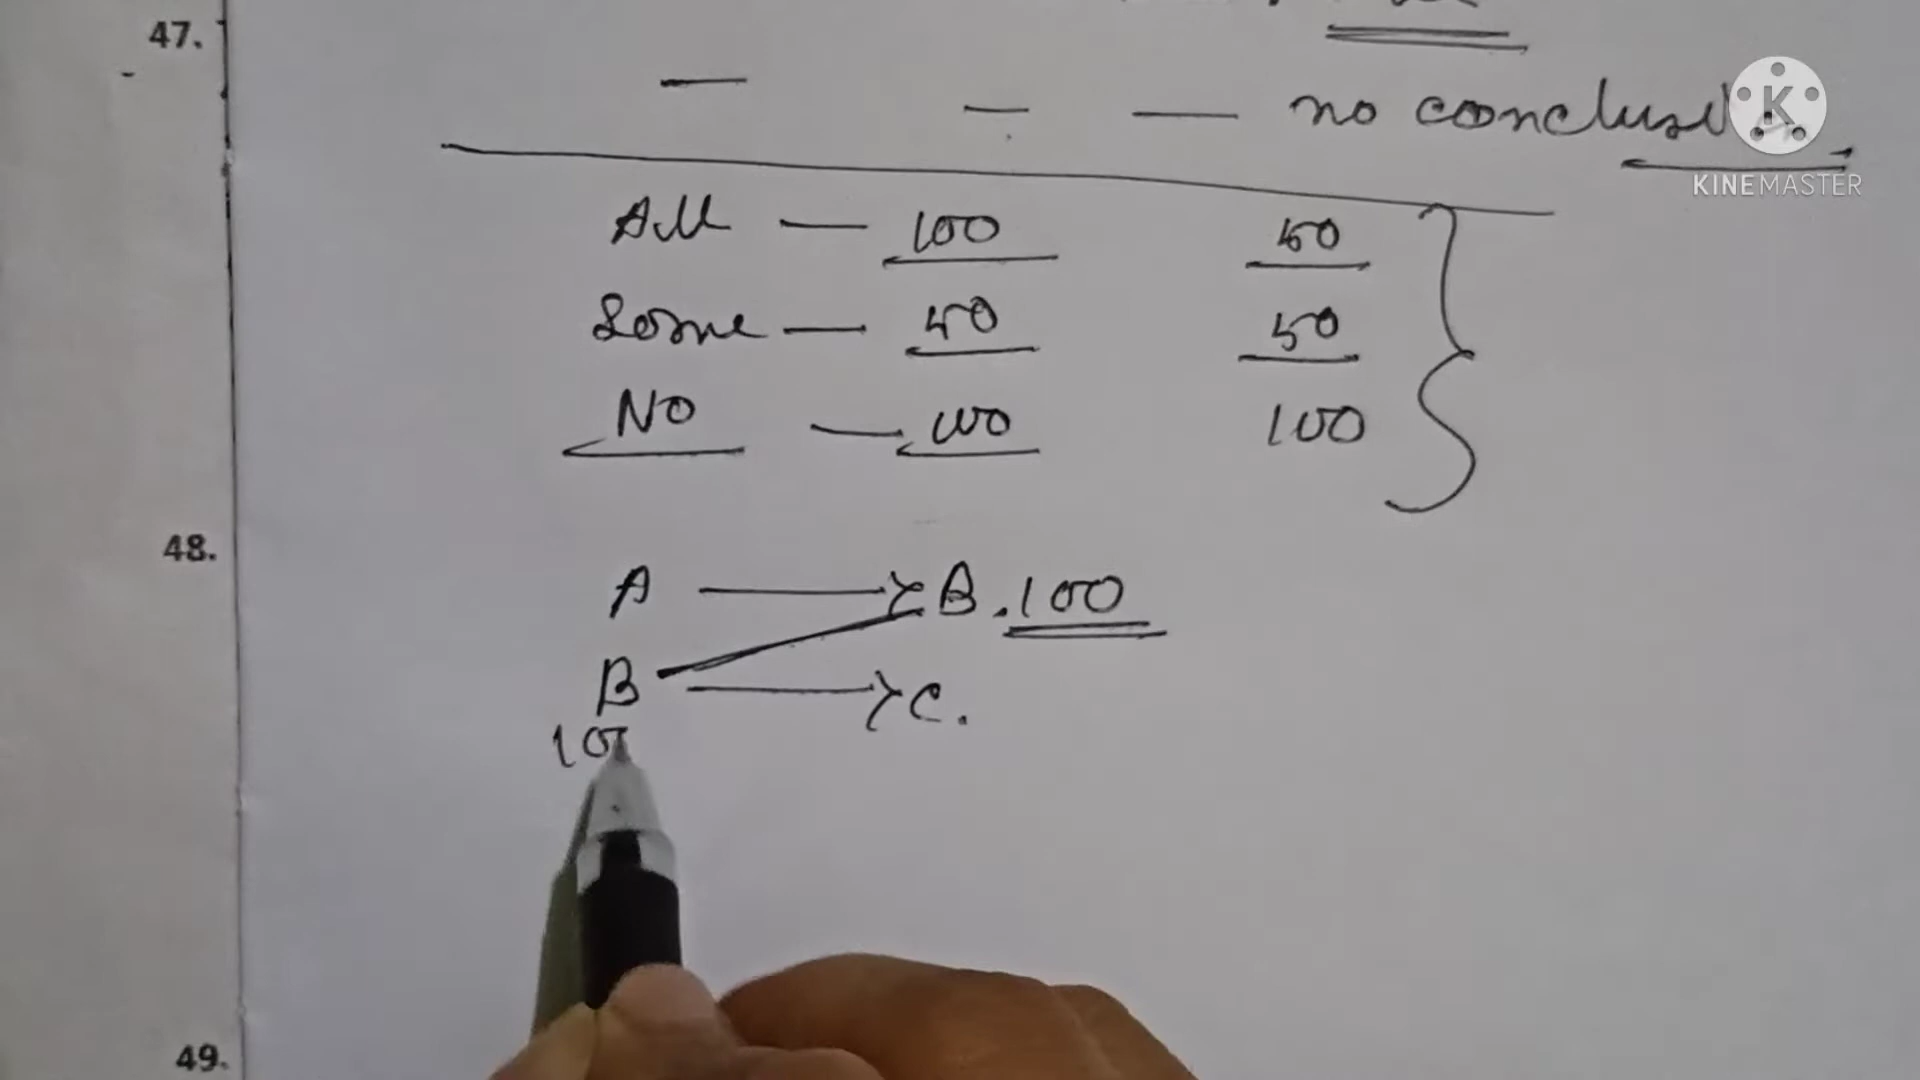 47.
— — — no conclusi
KINEMASTER
All — 100 50
Some — 50 50
NO — 100 100
48.
A → B . 100
B → C .
100
49.